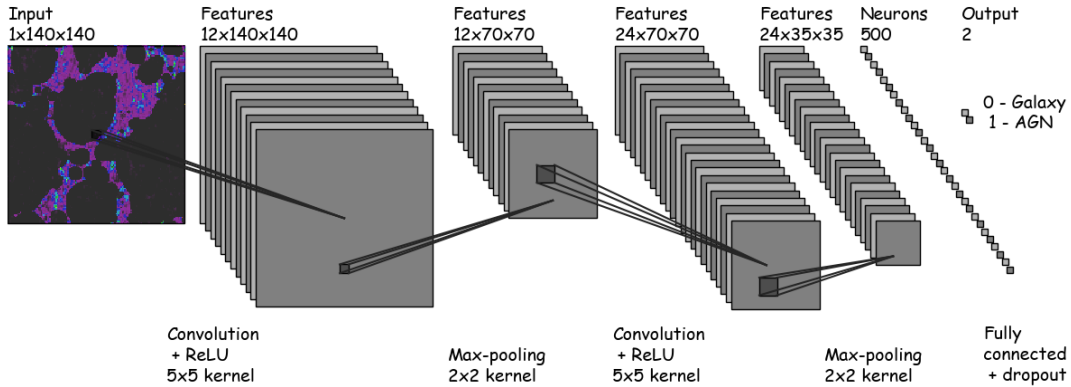 Input
1x140x140
Features
12x140x140
Features
12x70x70
Features
24x70x70
Features
24x35x35
Neurons
500
Output
2
0 - Galaxy
1 - AGN
Convolution
+ ReLU
5x5 kernel
Max-pooling
2x2 kernel
Convolution
+ ReLU
5x5 kernel
Max-pooling
2x2 kernel
Fully
connected
+ dropout